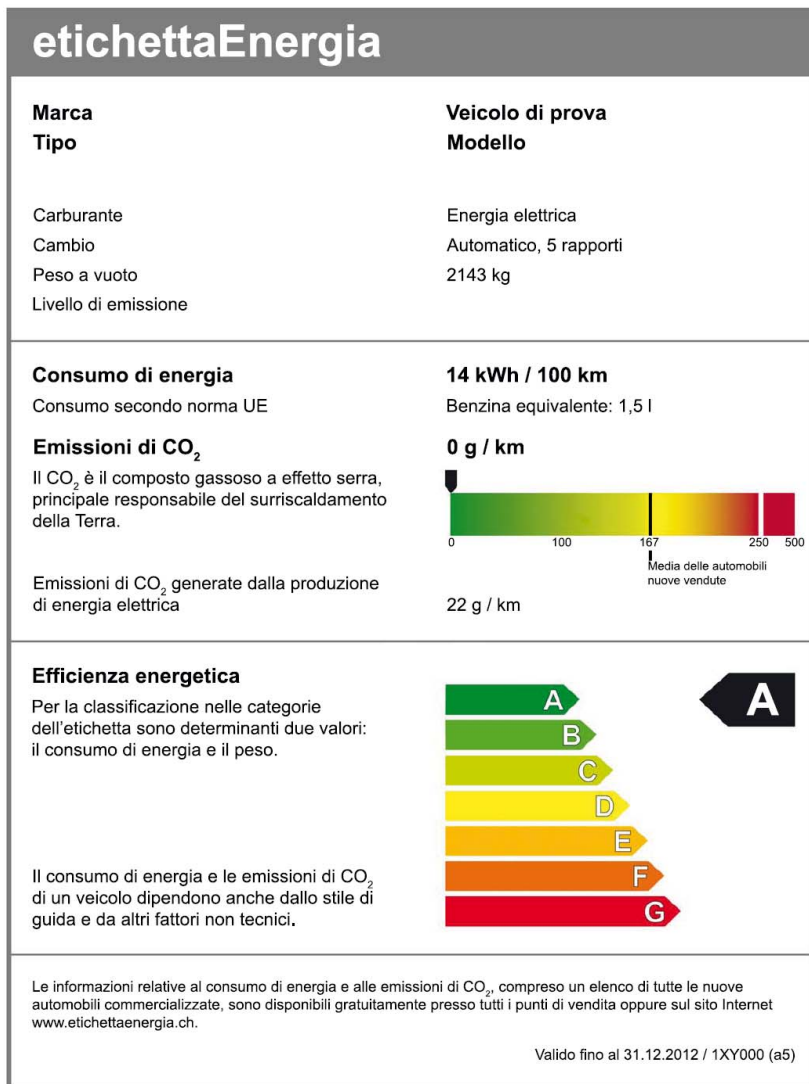 etichettaEnergia
Marca Veicolo di prova
Tipo Modello
Carburante Energia elettrica
Cambio Automatico, 5 rapporti
Peso a vuoto 2143 kg
Livello di emissione
Consumo di energia 14 kWh / 100 km
Consumo secondo norma UE Benzina equivalente: 1,5 l
Emissioni di CO₂ 0 g / km
Il CO₂ è il composto gassoso a effetto serra,
principale responsabile del surriscaldamento
della Terra.
0 100 167 250 500
Media delle automobili
nuove vendute
Emissioni di CO₂ generate dalla produzione
di energia elettrica 22 g / km
Efficienza energetica
Per la classificazione nelle categorie
dell'etichetta sono determinanti due valori:
il consumo di energia e il peso.
A A
B
C
D
E
F
G
Il consumo di energia e le emissioni di CO₂
di un veicolo dipendono anche dallo stile di
guida e da altri fattori non tecnici.
Le informazioni relative al consumo di energia e alle emissioni di CO₂, compreso un elenco di tutte le nuove
automobili commercializzate, sono disponibili gratuitamente presso tutti i punti di vendita oppure sul sito Internet
www.etichettaenergia.ch.
Valido fino al 31.12.2012 / 1XY000 (a5)